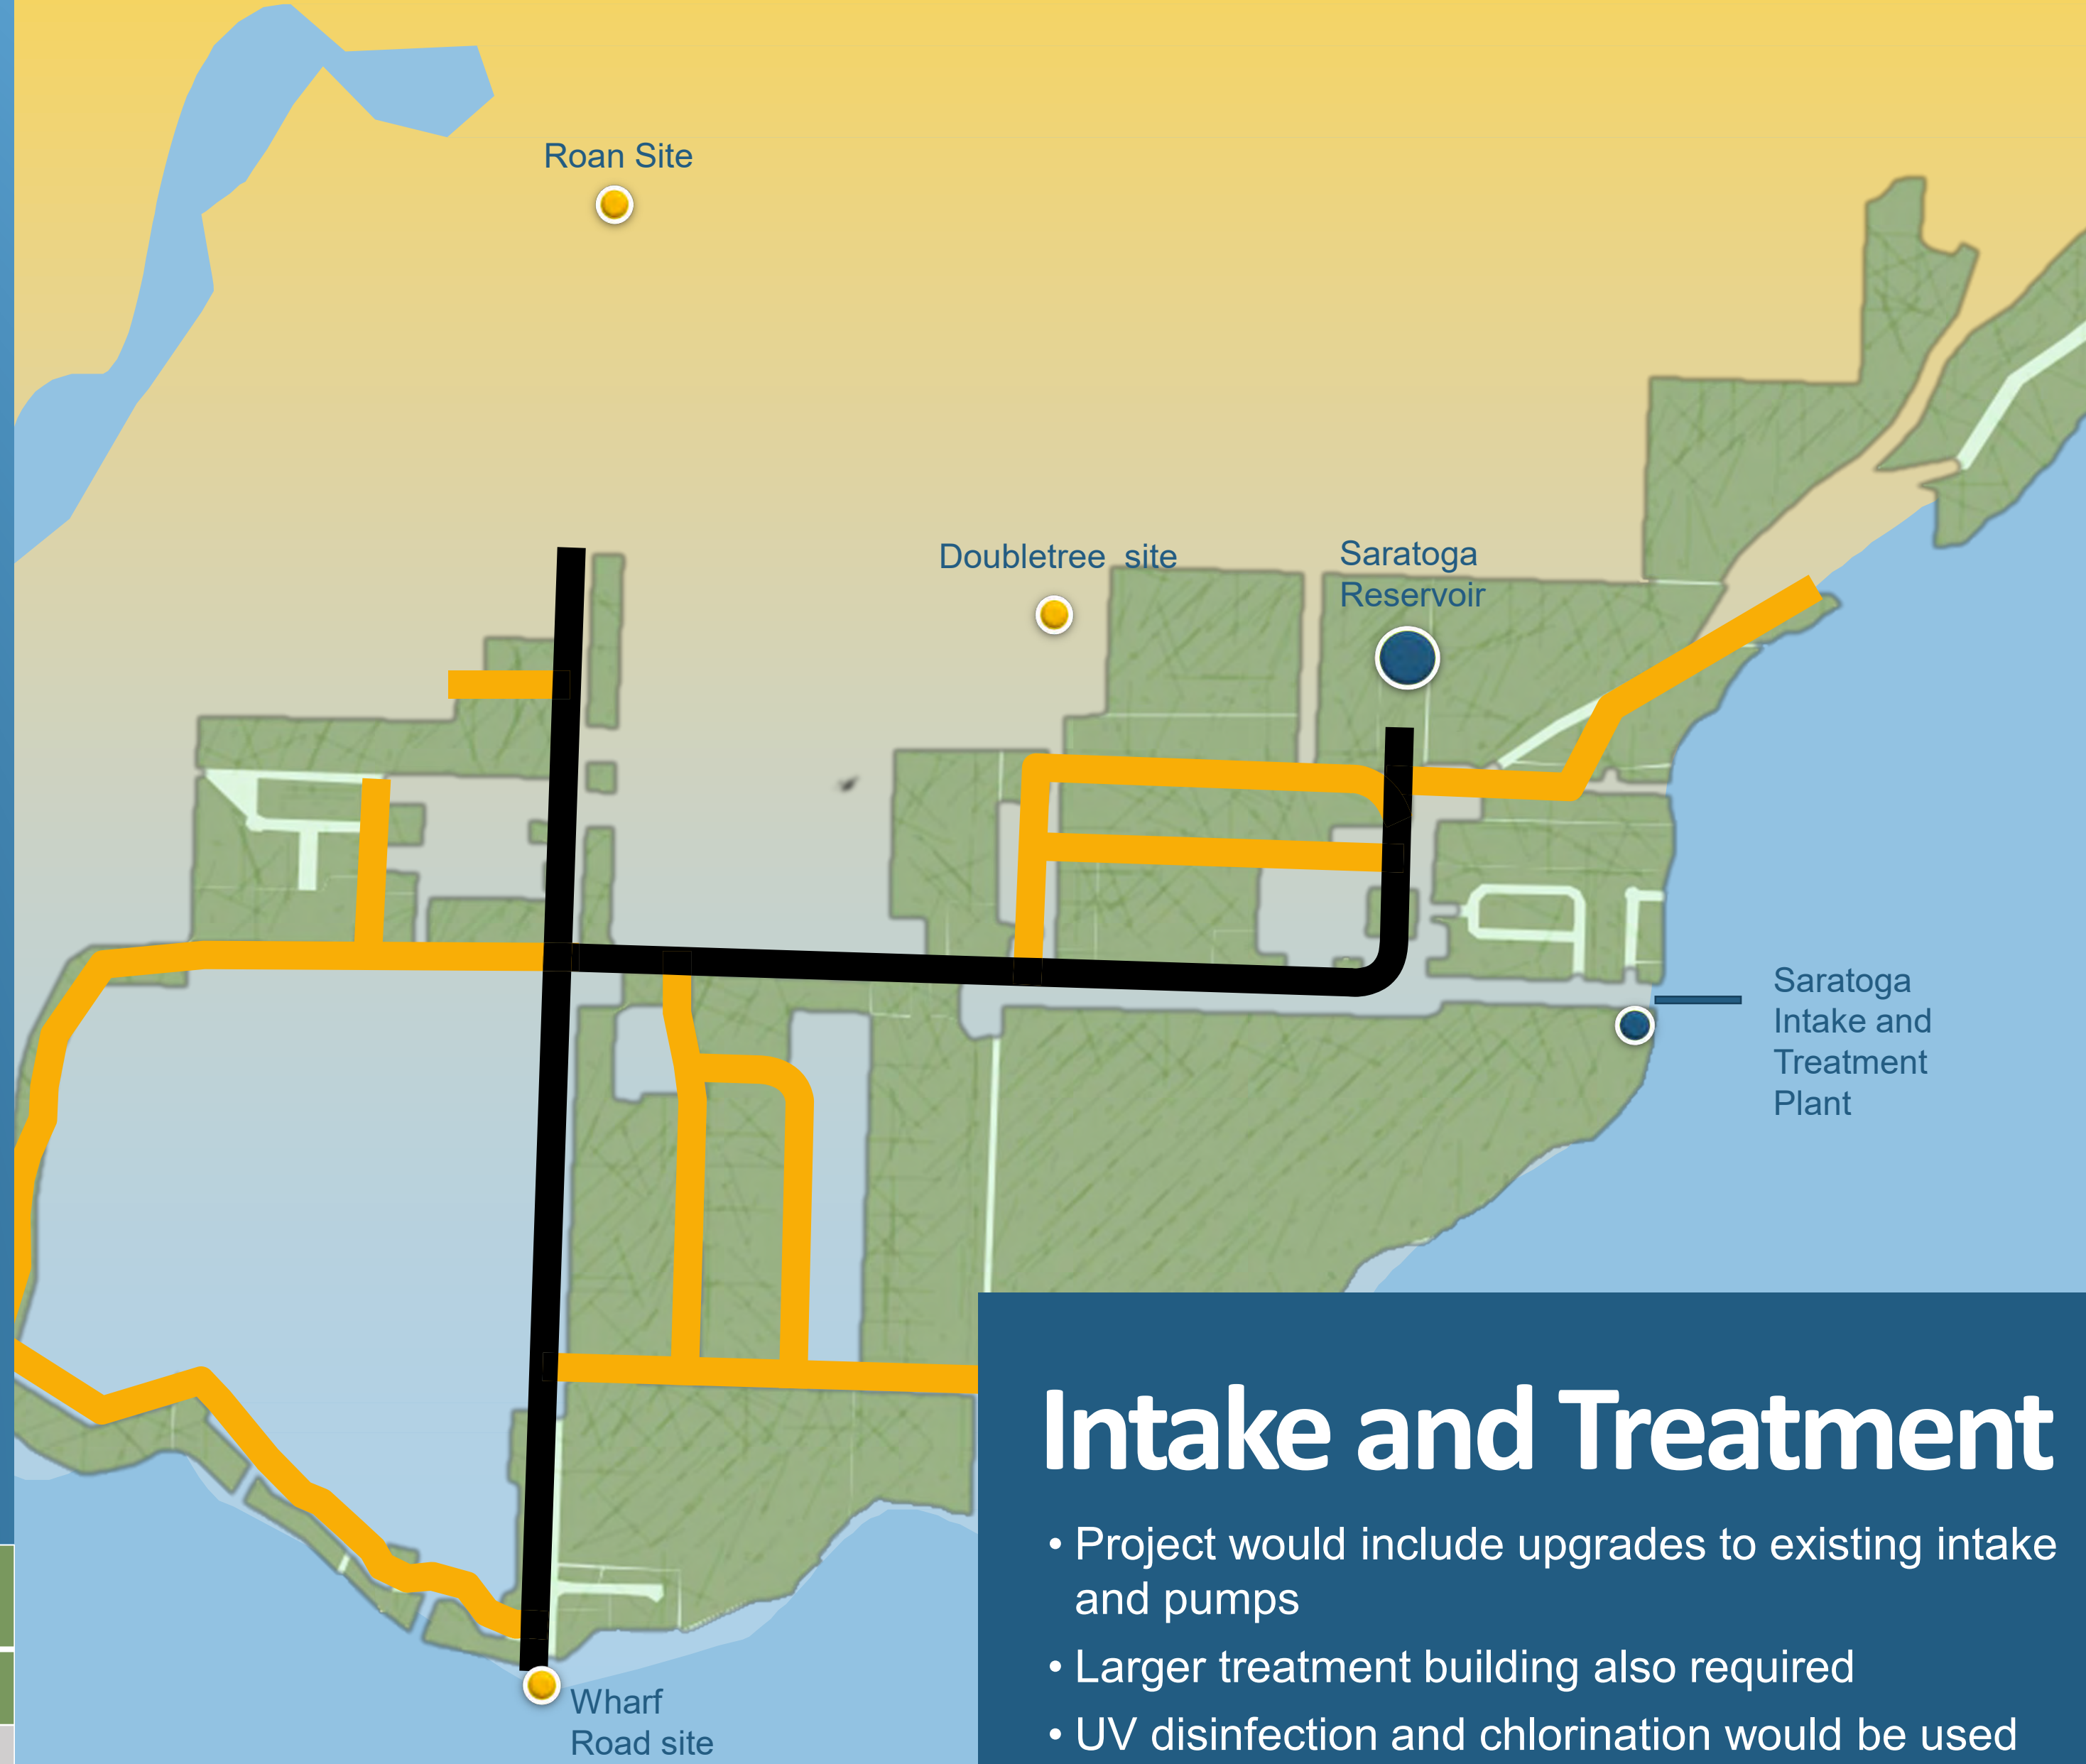 Roan Site
Doubletree  site
Saratoga
Reservoir
Saratoga
Intake and
Treatment
Plant
Wharf
Road site
Intake and Treatment
• Project would include upgrades to existing intake
and pumps
• Larger treatment building also required
• UV disinfection and chlorination would be used